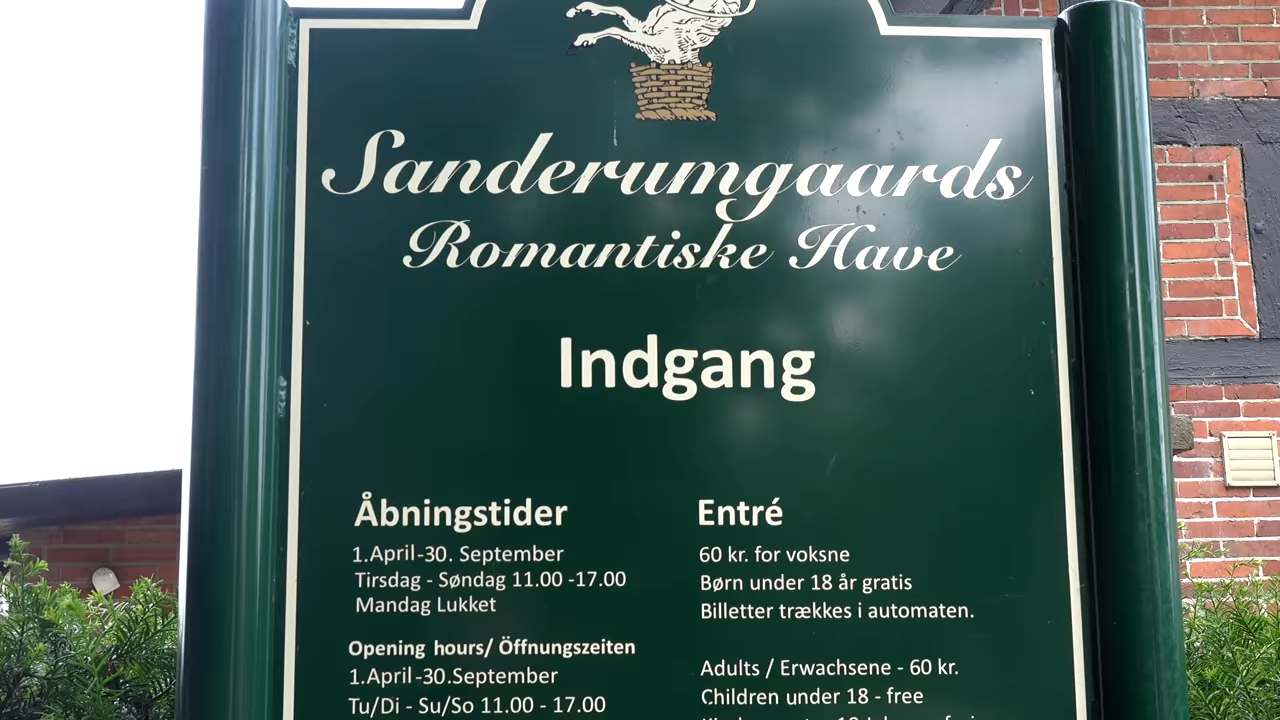 Sanderumgaards
Romantiske Have
Indgang
Åbningstider
1.April-30. September
Tirsdag - Søndag 11.00 -17.00
Mandag Lukket
Opening hours/ Öffnungszeiten
1.April-30.September
Tu/Di - Su/So 11.00 - 17.00
Entré
60 kr. for voksne
Børn under 18 år gratis
Billetter trækkes i automaten.
Adults / Erwachsene - 60 kr.
Children under 18 - free